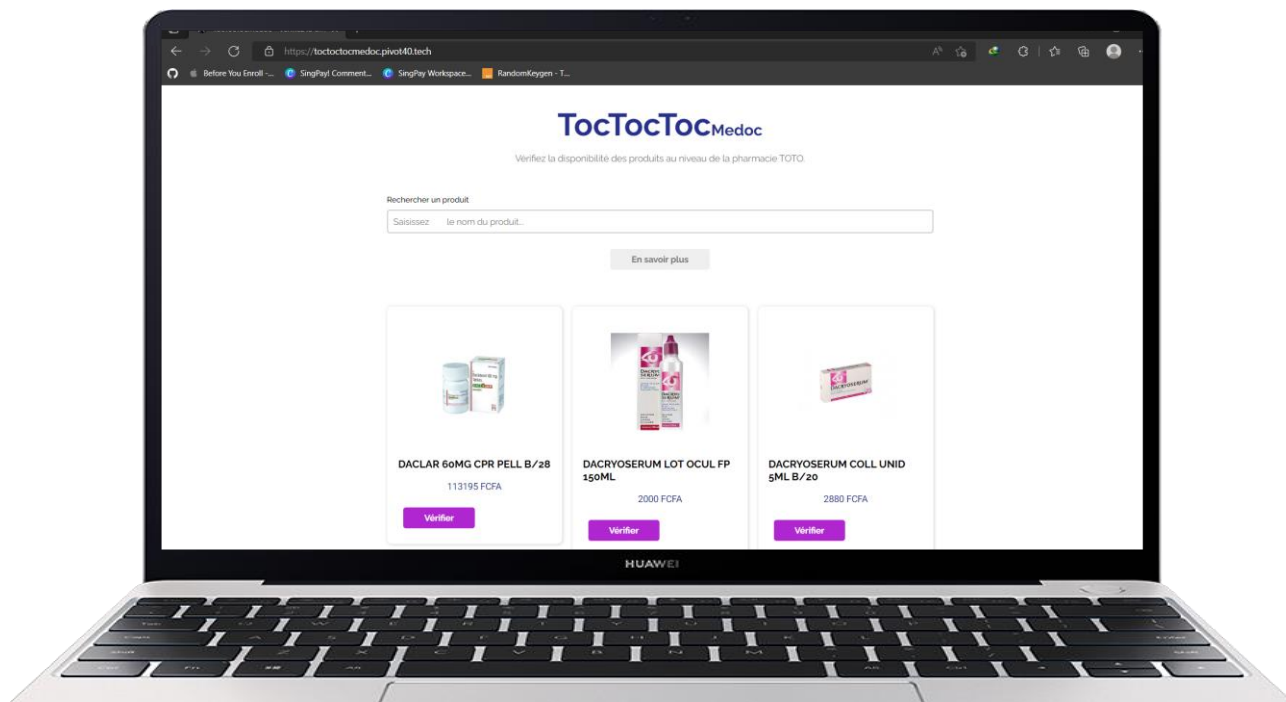 https://toctoctocmedoc.pivot40.tech
Before You Enroll -... SingPay! Comment... SingPay Workspace... RandomKeygen - T...
TocTocTocMedoc
Vérifiez la disponibilité des produits au niveau de la pharmacie TOTO.
Rechercher un produit
Saisissez le nom du produit...
En savoir plus
DACLAR 60MG CPR PELL B/28
113195 FCFA
Vérifier
DACRYOSERUM LOT OCUL FP
150ML
2000 FCFA
Vérifier
DACRYOSERUM COLL UNID
5ML B/20
2880 FCFA
Vérifier
HUAWEI